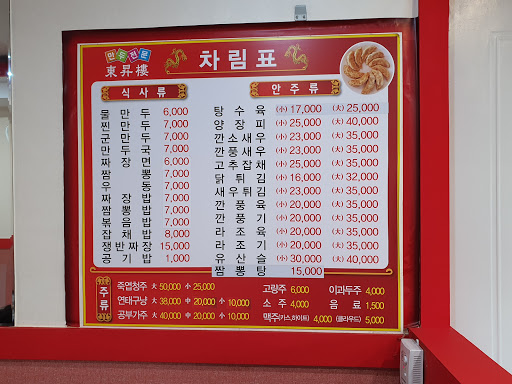 만두전문
東昇樓
차림표
식사류
물만두 6,000
찐만두 7,000
군만두 7,000
만두국 7,000
짜장면 6,000
짬뽕 7,000
우동 7,000
짜장밥 7,000
짬뽕밥 7,000
볶음밥 7,000
잡채밥 8,000
쟁반짜장 15,000
공기밥 1,000
안주류
탕수육 (小) 17,000 (大) 25,000
양장피 (小) 25,000 (大) 40,000
깐소새우 (小) 23,000 (大) 35,000
깐풍새우 (小) 23,000 (大) 35,000
고추잡채 (小) 25,000 (大) 35,000
닭튀김 (小) 16,000 (大) 32,000
새우튀김 (小) 23,000 (大) 35,000
깐풍육 (小) 20,000 (大) 35,000
깐풍기 (小) 20,000 (大) 35,000
라조육 (小) 20,000 (大) 35,000
라조기 (小) 20,000 (大) 35,000
유산슬 (小) 30,000 (大) 40,000
짬뽕탕 15,000
주류
죽엽청주 大 50,000 小 25,000
연태구냥 大 38,000 中 20,000 小 10,000
공부가주 大 40,000 中 20,000 小 10,000
고량주 6,000 이과두주 4,000
소주 4,000 음료 1,500
맥주(카스,하이트) 4,000 (클라우드) 5,000